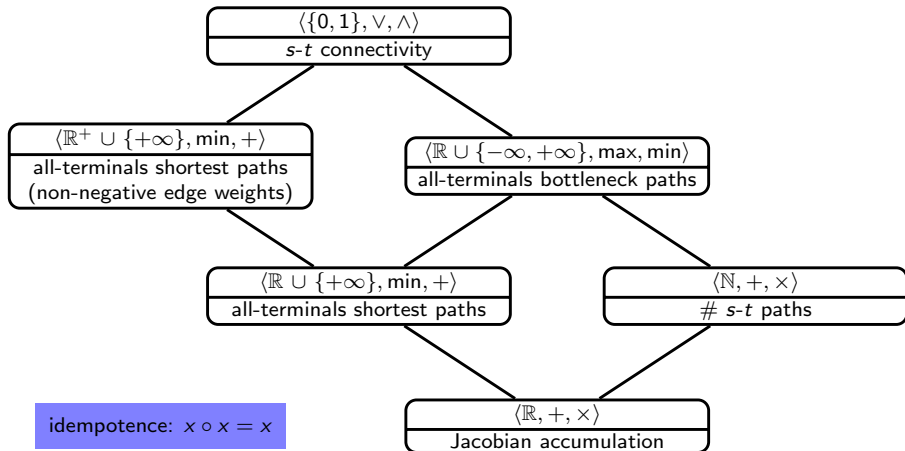 ⟨{0, 1}, ∨, ∧⟩
s-t connectivity
⟨ℝ⁺ ∪ {+∞}, min, +⟩
all-terminals shortest paths
(non-negative edge weights)
⟨ℝ ∪ {−∞, +∞}, max, min⟩
all-terminals bottleneck paths
⟨ℝ ∪ {+∞}, min, +⟩
all-terminals shortest paths
⟨ℕ, +, ×⟩
# s-t paths
⟨ℝ, +, ×⟩
Jacobian accumulation
idempotence: x ∘ x = x